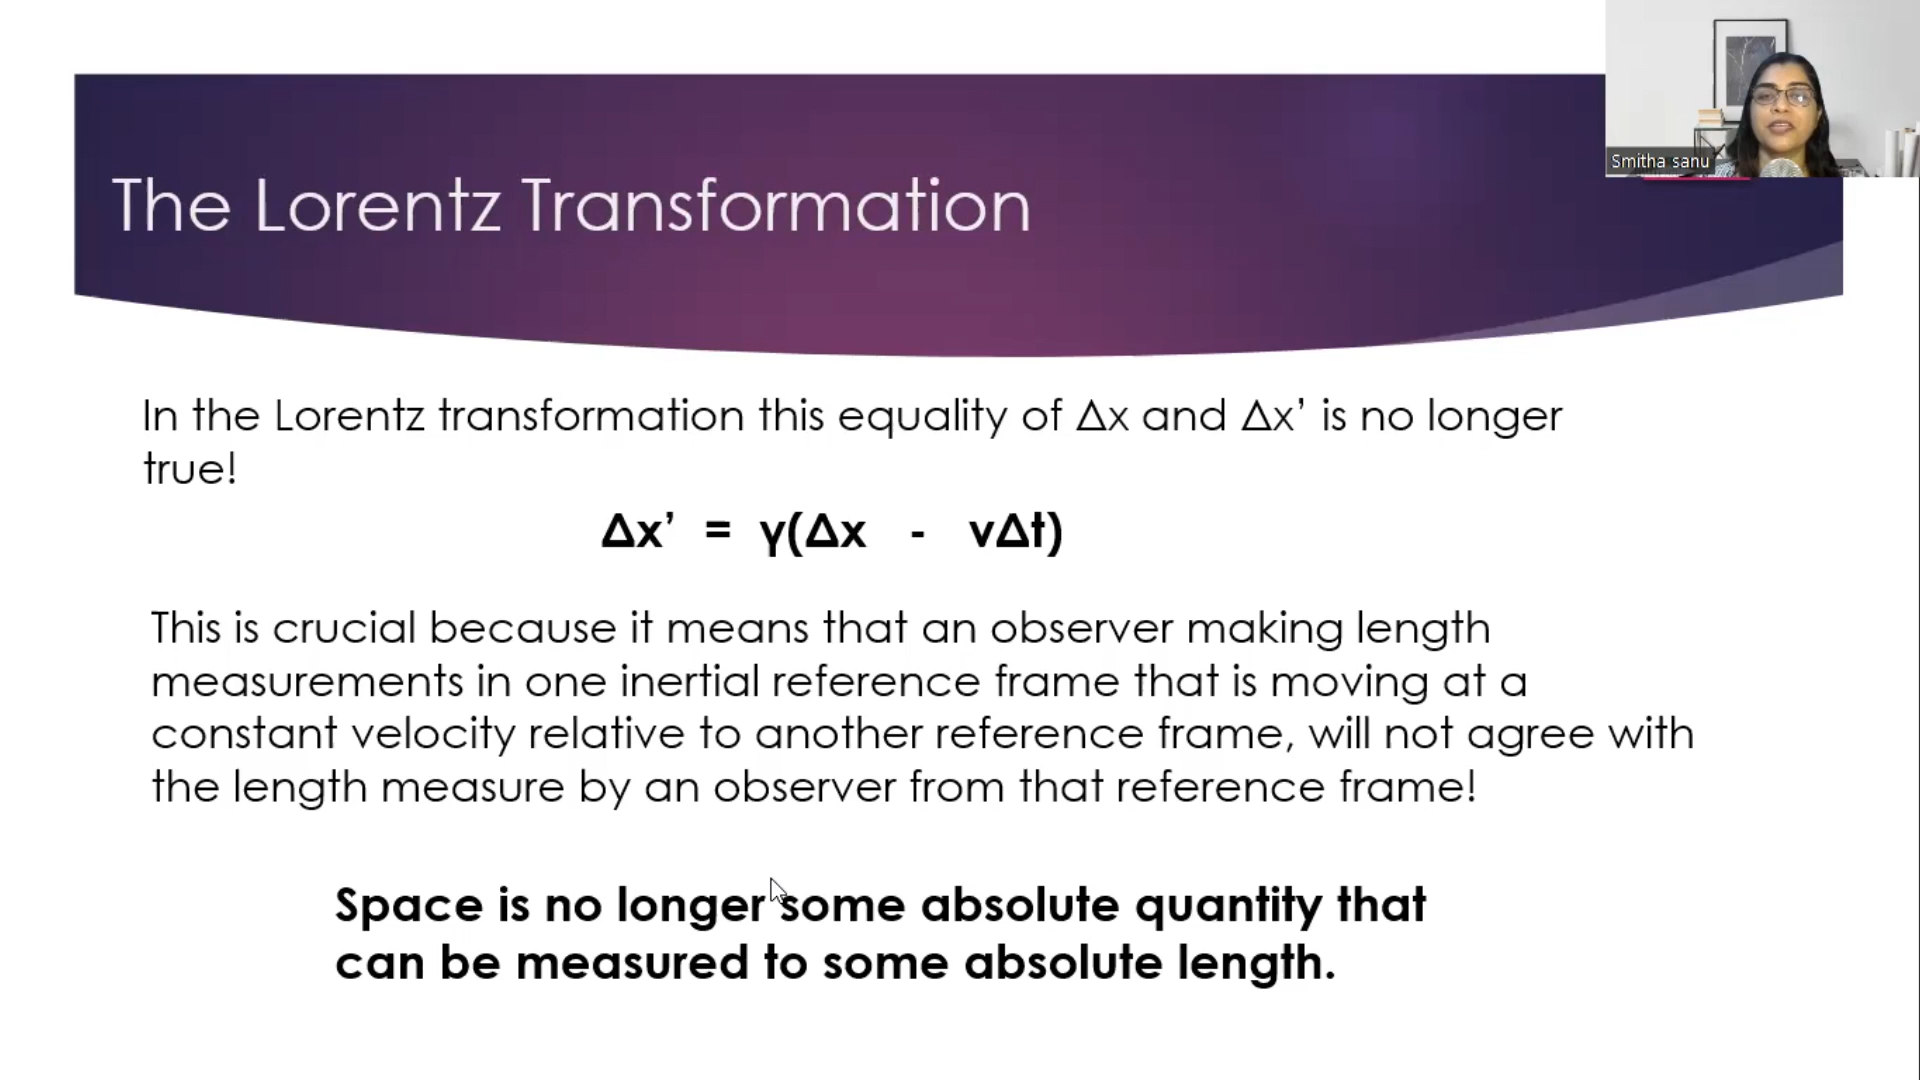 Smitha sanu
The Lorentz Transformation
In the Lorentz transformation this equality of Δx and Δx’ is no longer
true!
Δx’ = γ(Δx - vΔt)
This is crucial because it means that an observer making length
measurements in one inertial reference frame that is moving at a
constant velocity relative to another reference frame, will not agree with
the length measure by an observer from that reference frame!
Space is no longer some absolute quantity that
can be measured to some absolute length.